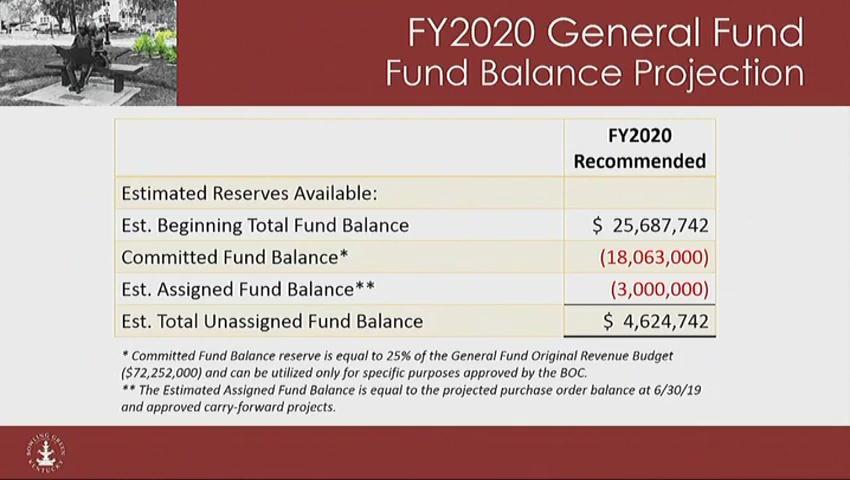 FY2020 General Fund
Fund Balance Projection
FY2020
Recommended
Estimated Reserves Available:
Est. Beginning Total Fund Balance $ 25,687,742
Committed Fund Balance* (18,063,000)
Est. Assigned Fund Balance** (3,000,000)
Est. Total Unassigned Fund Balance $ 4,624,742
* Committed Fund Balance reserve is equal to 25% of the General Fund Original Revenue Budget
($72,252,000) and can be utilized only for specific purposes approved by the BOC.
** The Estimated Assigned Fund Balance is equal to the projected purchase order balance at 6/30/19
and approved carry-forward projects.
BOWLING GREEN
KENTUCKY